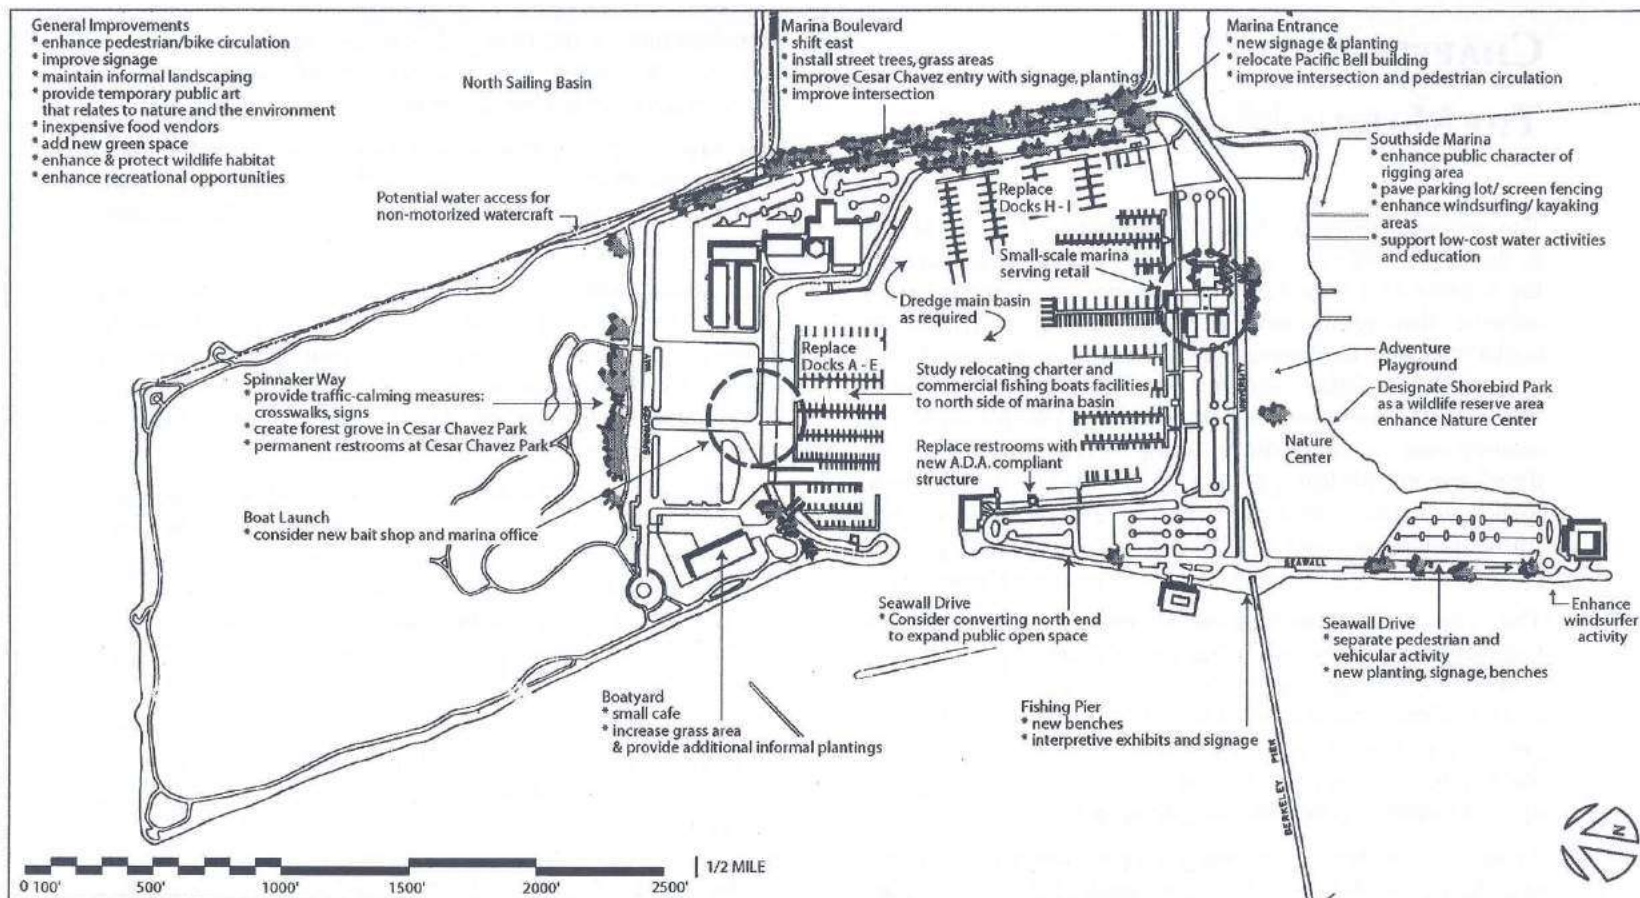 General Improvements
* enhance pedestrian/bike circulation
* improve signage
* maintain informal landscaping
* provide temporary public art
that relates to nature and the environment
* inexpensive food vendors
* add new green space
* enhance & protect wildlife habitat
* enhance recreational opportunities
North Sailing Basin
Marina Boulevard
* shift east
* install street trees, grass areas
* improve Cesar Chavez entry with signage, plantings
* improve intersection
Marina Entrance
* new signage & planting
* relocate Pacific Bell building
* improve intersection and pedestrian circulation
Southside Marina
* enhance public character of
rigging area
* pave parking lot/ screen fencing
* enhance windsurfing/ kayaking
areas
* support low-cost water activities
and education
Potential water access for
non-motorized watercraft
Replace
Docks H - I
Small-scale marina
serving retail
Dredge main basin
as required
Replace
Docks A - E
Study relocating charter and
commercial fishing boats facilities
to north side of marina basin
Adventure
Playground
Designate Shorebird Park
as a wildlife reserve area
enhance Nature Center
Nature
Center
Spinnaker Way
* provide traffic-calming measures:
crosswalks, signs
* create forest grove in Cesar Chavez Park
* permanent restrooms at Cesar Chavez Park
SPINNAKER WAY
UNIVERSITY
Replace restrooms with
new A.D.A. compliant
structure
Boat Launch
* consider new bait shop and marina office
SEAWALL
Seawall Drive
* Consider converting north end
to expand public open space
Seawall Drive
* separate pedestrian and
vehicular activity
* new planting, signage, benches
Enhance
windsurfer
activity
Boatyard
* small cafe
* increase grass area
& provide additional informal plantings
Fishing Pier
* new benches
* interpretive exhibits and signage
BERKELEY PIER
N
1/2 MILE
0 100' 500' 1000' 1500' 2000' 2500'